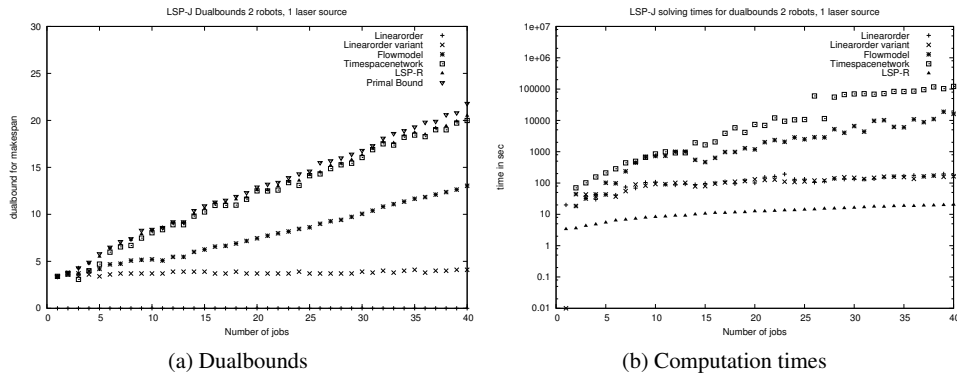 LSP-J Dualbounds 2 robots, 1 laser source
30
25
20
15
10
5
0
dualbound for makespan
Linearorder
Linearorder variant
Flowmodel
Timespacenetwork
LSP-R
Primal Bound
0 5 10 15 20 25 30 35 40
Number of jobs
(a) Dualbounds
LSP-J solving times for dualbounds 2 robots, 1 laser source
1e+07
1e+06
100000
10000
1000
100
10
1
0.1
0.01
time in sec
Linearorder
Linearorder variant
Flowmodel
Timespacenetwork
LSP-R
0 5 10 15 20 25 30 35 40
Number of jobs
(b) Computation times